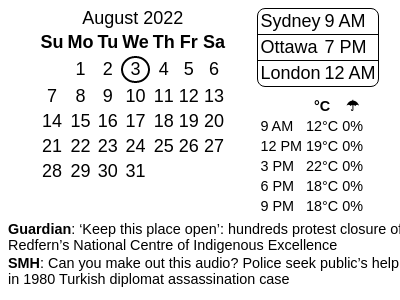 August 2022
Su Mo Tu We Th Fr Sa
1 2 3 4 5 6
7 8 9 10 11 12 13
14 15 16 17 18 19 20
21 22 23 24 25 26 27
28 29 30 31
Sydney 9 AM
Ottawa 7 PM
London 12 AM
°C ☂
9 AM 12°C 0%
12 PM 19°C 0%
3 PM 22°C 0%
6 PM 18°C 0%
9 PM 18°C 0%
Guardian: ‘Keep this place open’: hundreds protest closure of
Redfern’s National Centre of Indigenous Excellence
SMH: Can you make out this audio? Police seek public’s help
in 1980 Turkish diplomat assassination case